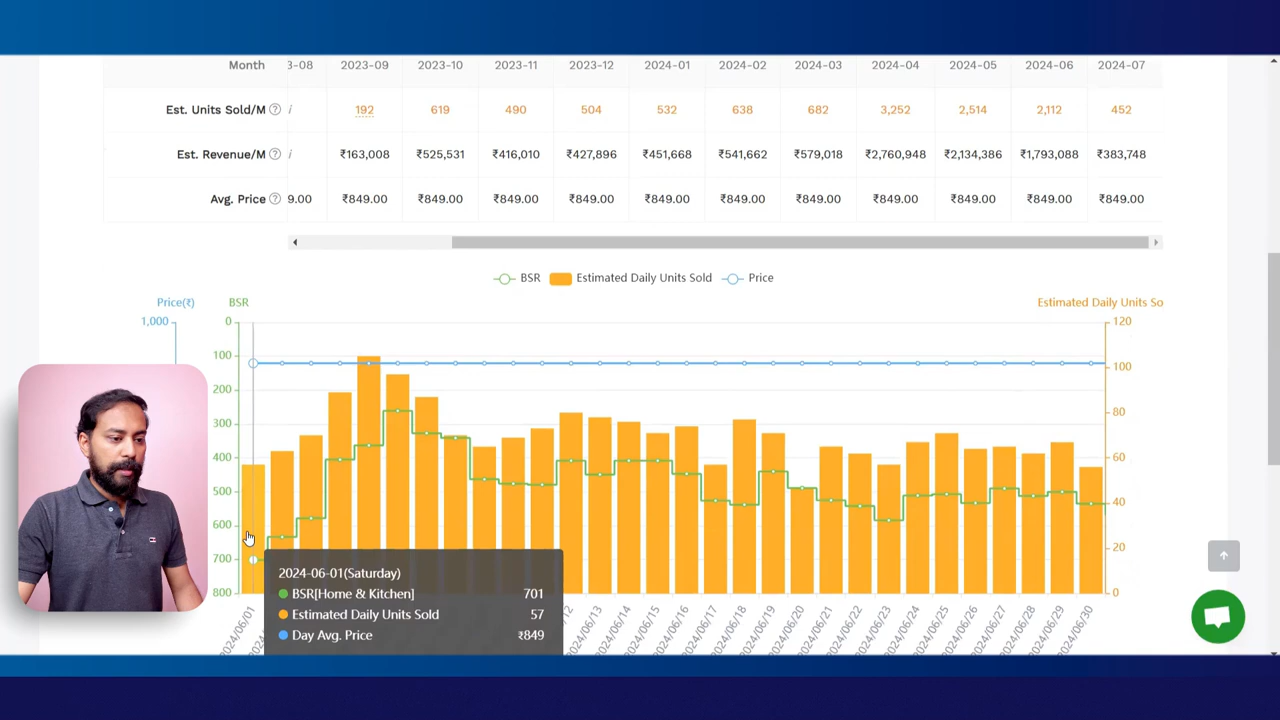 Month 3-08 2023-09 2023-10 2023-11 2023-12 2024-01 2024-02 2024-03 2024-04 2024-05 2024-06 2024-07
Est. Units Sold/M ? i 192 619 490 504 532 638 682 3,252 2,514 2,112 452
Est. Revenue/M ? i ₹163,008 ₹525,531 ₹416,010 ₹427,896 ₹451,668 ₹541,662 ₹579,018 ₹2,760,948 ₹2,134,386 ₹1,793,088 ₹383,748
Avg. Price ? 9.00 ₹849.00 ₹849.00 ₹849.00 ₹849.00 ₹849.00 ₹849.00 ₹849.00 ₹849.00 ₹849.00 ₹849.00 ₹849.00
BSR Estimated Daily Units Sold Price
Price(₹) BSR Estimated Daily Units So
1,000 0 120
100 100
200
300 80
400 60
500 40
600
700 20
800 0
2024-06-01(Saturday)
BSR[Home & Kitchen] 701
Estimated Daily Units Sold 57
Day Avg. Price ₹849
2024/06/01 12 2024/06/13 2024/06/14 2024/06/15 2024/06/16 2024/06/17 2024/06/18 2024/06/19 2024/06/20 2024/06/21 2024/06/22 2024/06/23 2024/06/24 2024/06/25 2024/06/26 2024/06/27 2024/06/28 2024/06/29 2024/06/30